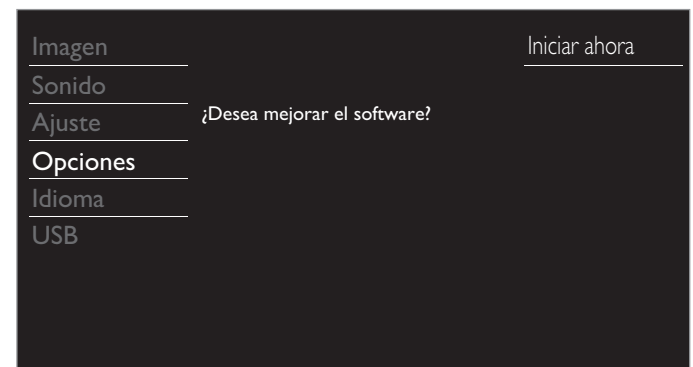 Imagen
Iniciar ahora
Sonido
Ajuste
¿Desea mejorar el software?
Opciones
Idioma
USB